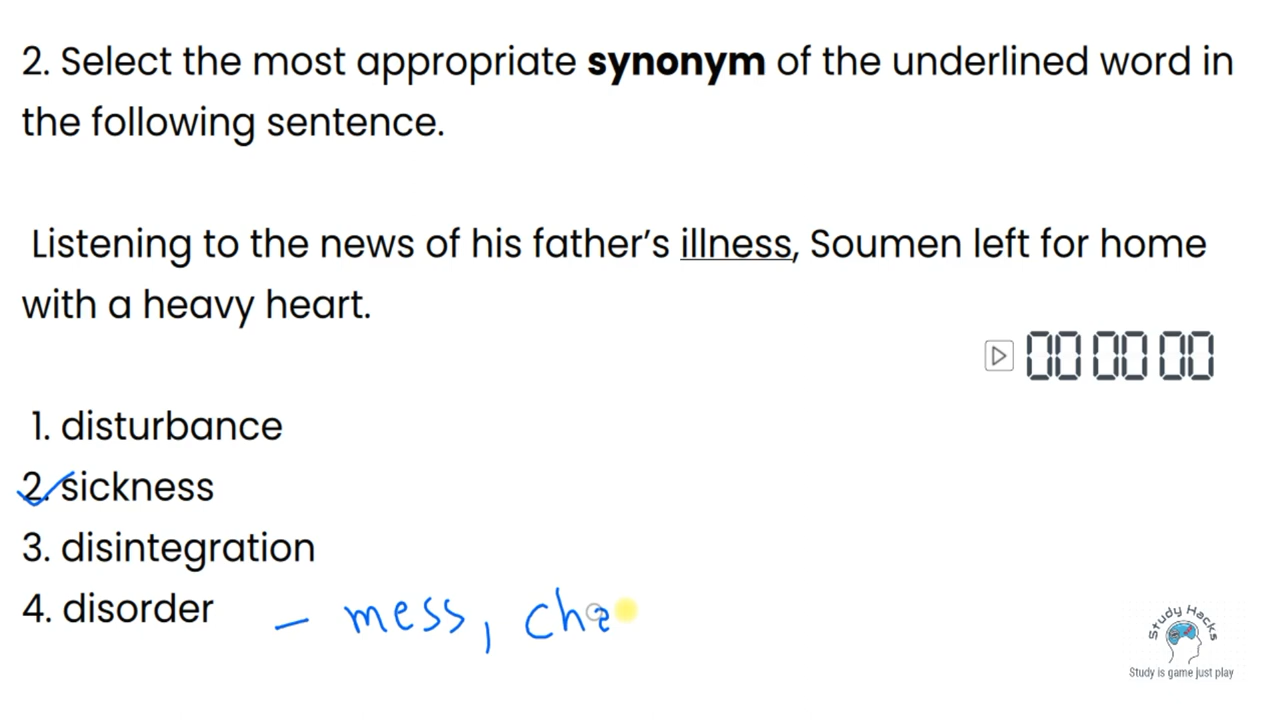 2. Select the most appropriate synonym of the underlined word in
the following sentence.
Listening to the news of his father’s illness, Soumen left for home
with a heavy heart.
00 00 00
1. disturbance
2. sickness
3. disintegration
4. disorder – mess, cha
Study Hacks
Study is game just play